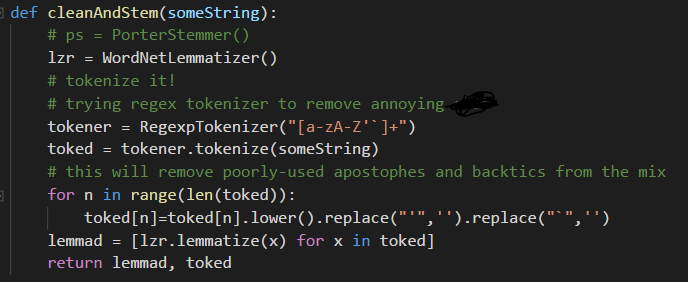 def cleanAndStem(someString):
    # ps = PorterStemmer()
    lzr = WordNetLemmatizer()
    # tokenize it!
    # trying regex tokenizer to remove annoying
    tokener = RegexpTokenizer("[a-zA-Z'`]+")
    toked = tokener.tokenize(someString)
    # this will remove poorly-used apostophes and backtics from the mix
    for n in range(len(toked)):
        toked[n]=toked[n].lower().replace("'",'').replace("`",'')
    lemmad = [lzr.lemmatize(x) for x in toked]
    return lemmad, toked